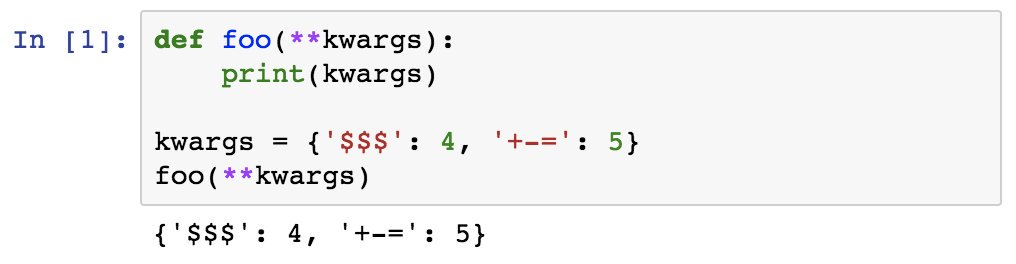 In [1]: def foo(**kwargs):
    print(kwargs)
kwargs = {'$$$': 4, '+-=': 5}
foo(**kwargs)
{'$$$': 4, '+-=': 5}